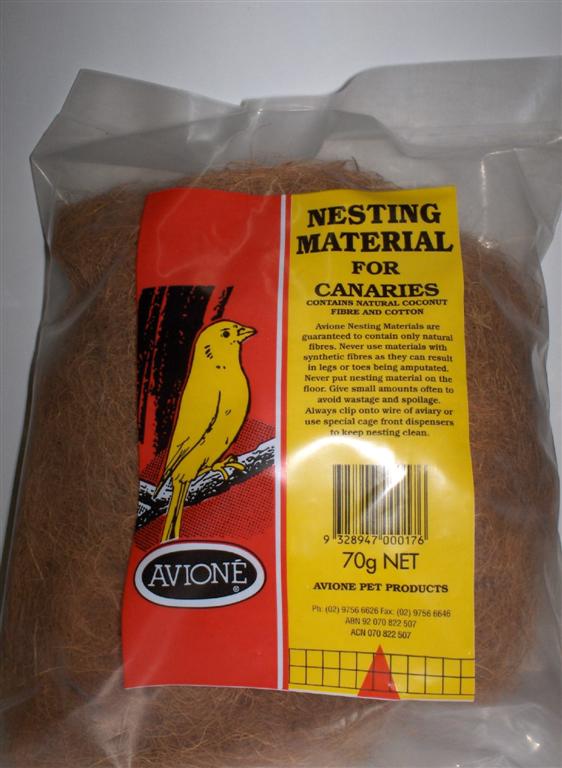 NESTING
MATERIAL
FOR
CANARIES
CONTAINS NATURAL COCONUT
FIBRE AND COTTON
Avione Nesting Materials are
guaranteed to contain only natural
fibres. Never use materials with
synthetic fibres as they can result
in legs or toes being amputated.
Never put nesting material on the
floor. Give small amounts often to
avoid wastage and spoilage.
Always clip onto wire of aviary or
use special cage front dispensers
to keep nesting clean.
9 328947 000176
70g NET
AVIONE PET PRODUCTS
Ph: (02) 9756 6626 Fax: (02) 9756 6646
ABN 92 070 822 507
ACN 070 822 507
AVIONÉ
®